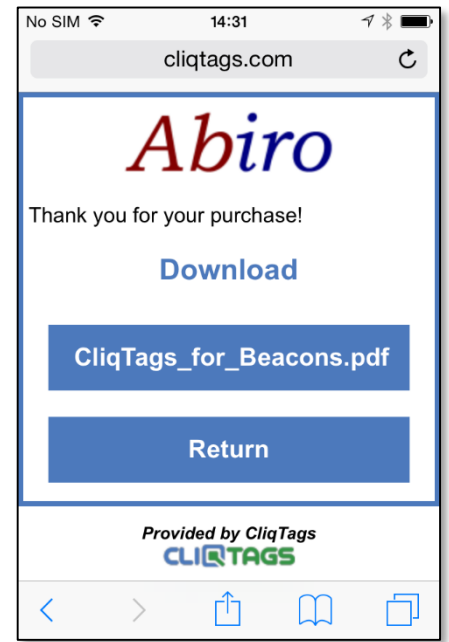 No SIM 14:31
cliqtags.com
Abiro
Thank you for your purchase!
Download
CliqTags_for_Beacons.pdf
Return
Provided by CliqTags
CLIQTAGS